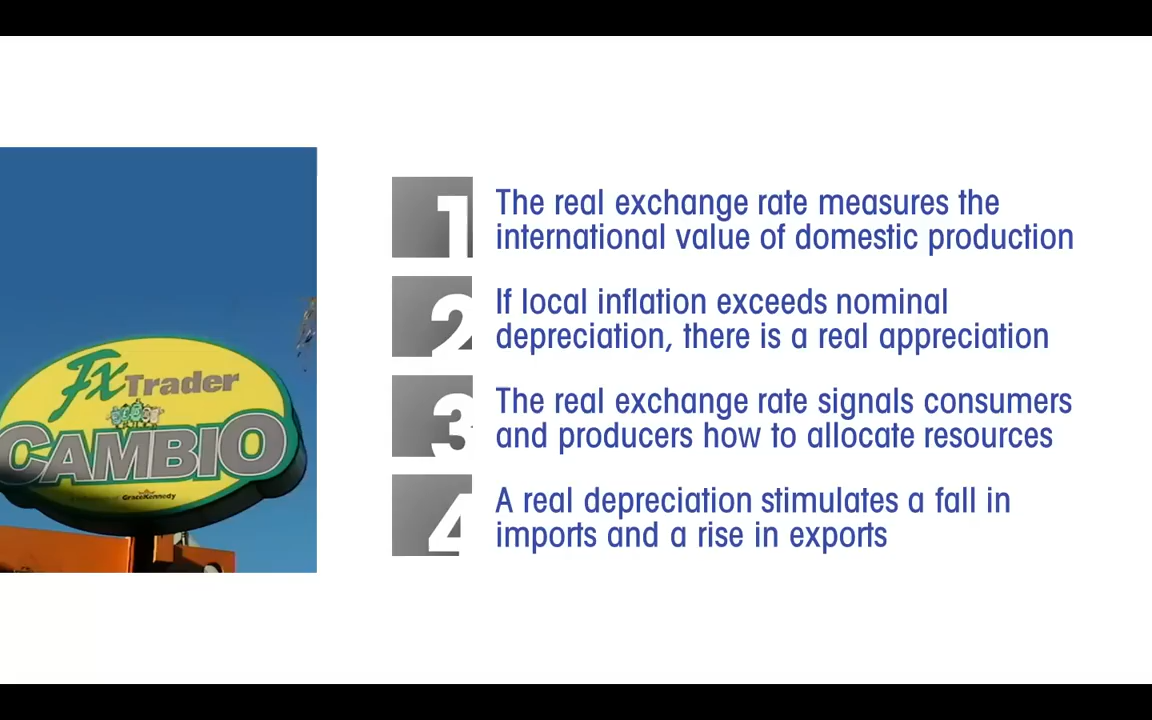 Fx Trader
CAMBIO
GraceKennedy
1
The real exchange rate measures the
international value of domestic production
2
If local inflation exceeds nominal
depreciation, there is a real appreciation
3
The real exchange rate signals consumers
and producers how to allocate resources
4
A real depreciation stimulates a fall in
imports and a rise in exports